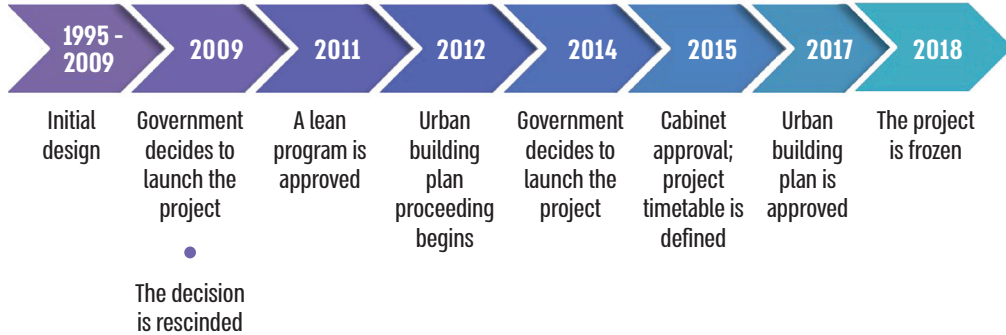 1995 -
2009
Initial
design
2009
Government
decides to
launch the
project
The decision
is rescinded
2011
A lean
program is
approved
2012
Urban
building
plan
proceeding
begins
2014
Government
decides to
launch the
project
2015
Cabinet
approval;
project
timetable is
defined
2017
Urban
building
plan is
approved
2018
The project
is frozen